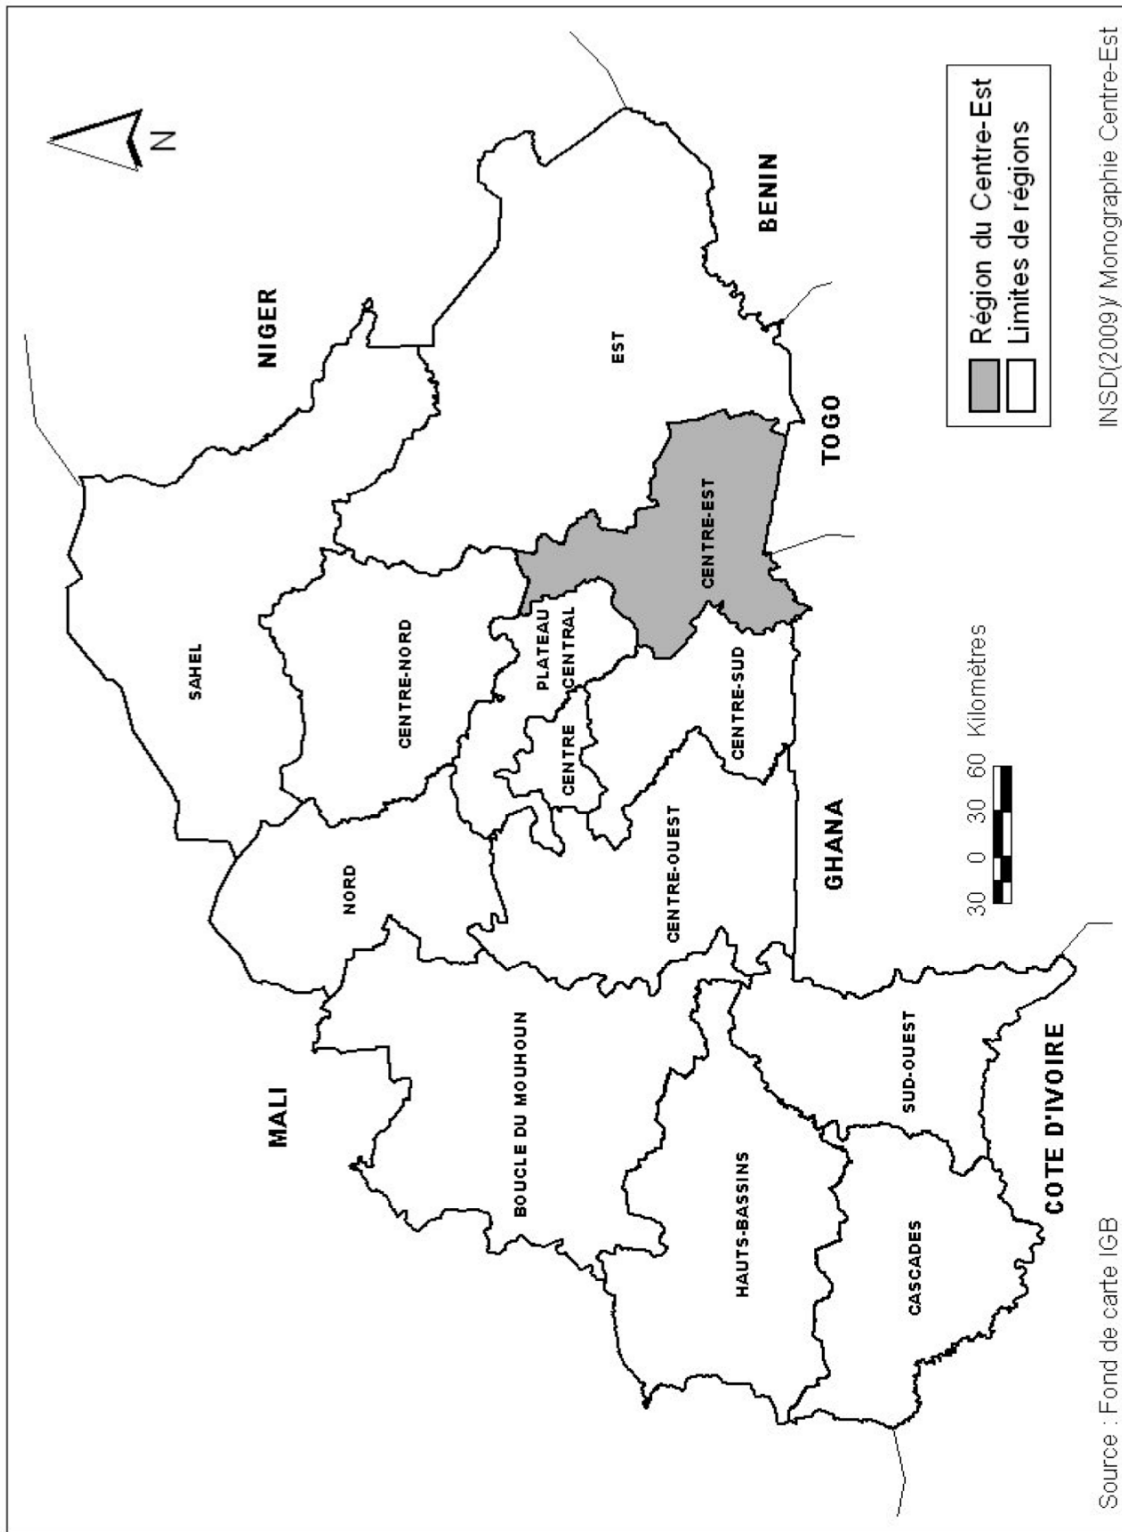 N
NIGER
SAHEL
MALI
NORD
CENTRE-NORD
BOUCLE DU MOUHOUN
PLATEAU
CENTRAL
CENTRE
EST
CENTRE-OUEST
CENTRE-EST
CENTRE-SUD
HAUTS-BASSINS
BENIN
TOGO
GHANA
SUD-OUEST
CASCADES
COTE D'IVOIRE
30 0 30 60 Kilomètres
Région du Centre-Est
Limites de régions
Source : Fond de carte IGB
INSD(2009)/ Monographie Centre-Est